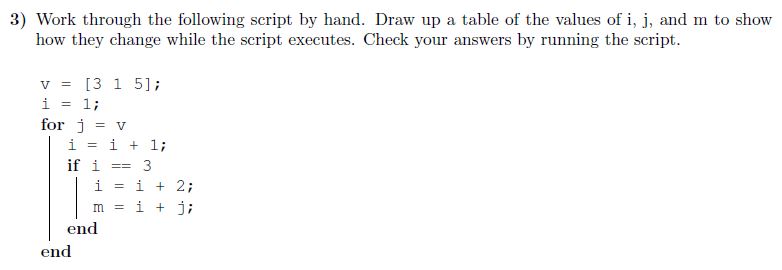 3) Work through the following script by hand. Draw up a table of the values of i, j, and m to show
how they change while the script executes. Check your answers by running the script.
v = [3 1 5];
i = 1;
for j = v
i = i + 1;
if i == 3
i = i + 2;
m = i + j;
end
end